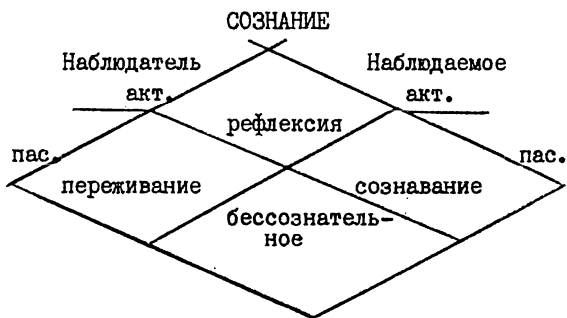 СОЗНАНИЕ
Наблюдатель Наблюдаемое
акт. акт.
рефлексия
пас. пас.
переживание сознавание
бессознатель-
ное